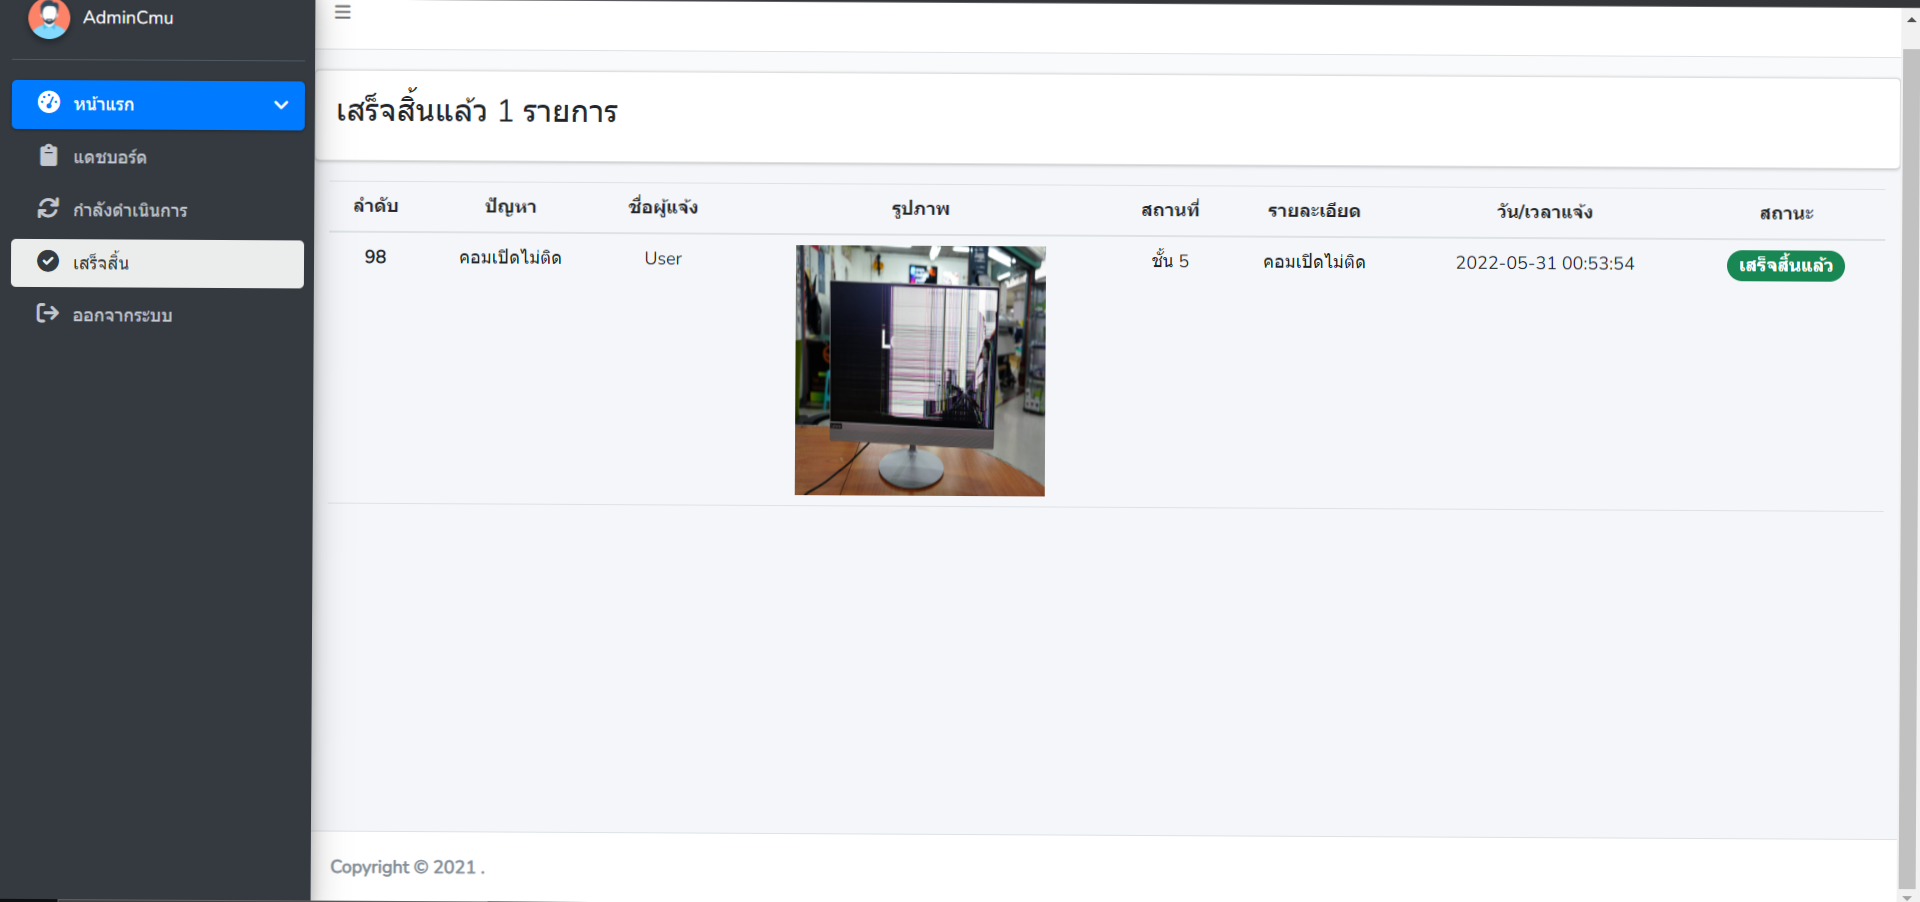 AdminCmu
หน้าแรก
แดชบอร์ด
กำลังดำเนินการ
เสร็จสิ้น
ออกจากระบบ
เสร็จสิ้นแล้ว 1 รายการ
ลำดับ ปัญหา ชื่อผู้แจ้ง รูปภาพ สถานที่ รายละเอียด วัน/เวลาแจ้ง สถานะ
98 คอมเปิดไม่ติด User ชั้น 5 คอมเปิดไม่ติด 2022-05-31 00:53:54 เสร็จสิ้นแล้ว
Copyright © 2021 .